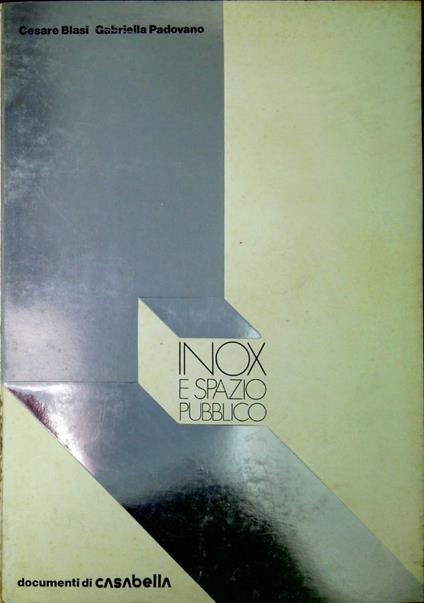 Cesare Blasi Gabriella Padovano
INOX
E SPAZIO
PUBBLICO
documenti di CASABELLA